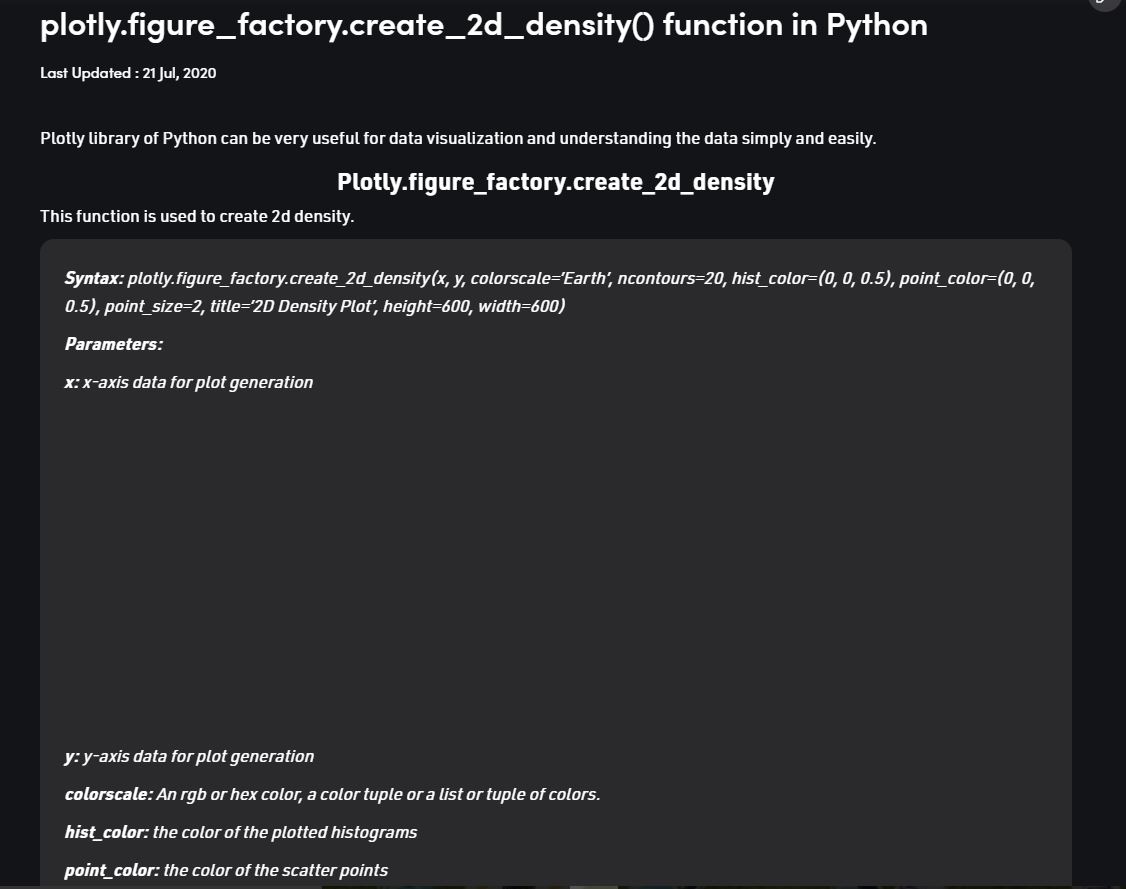 plotly.figure_factory.create_2d_density() function in Python
Last Updated : 21 Jul, 2020
Plotly library of Python can be very useful for data visualization and understanding the data simply and easily.
Plotly.figure_factory.create_2d_density
This function is used to create 2d density.
Syntax: plotly.figure_factory.create_2d_density(x, y, colorscale=’Earth’, ncontours=20, hist_color=(0, 0, 0.5), point_color=(0, 0,
0.5), point_size=2, title=’2D Density Plot’, height=600, width=600)
Parameters:
x: x-axis data for plot generation
y: y-axis data for plot generation
colorscale: An rgb or hex color, a color tuple or a list or tuple of colors.
hist_color: the color of the plotted histograms
point_color: the color of the scatter points